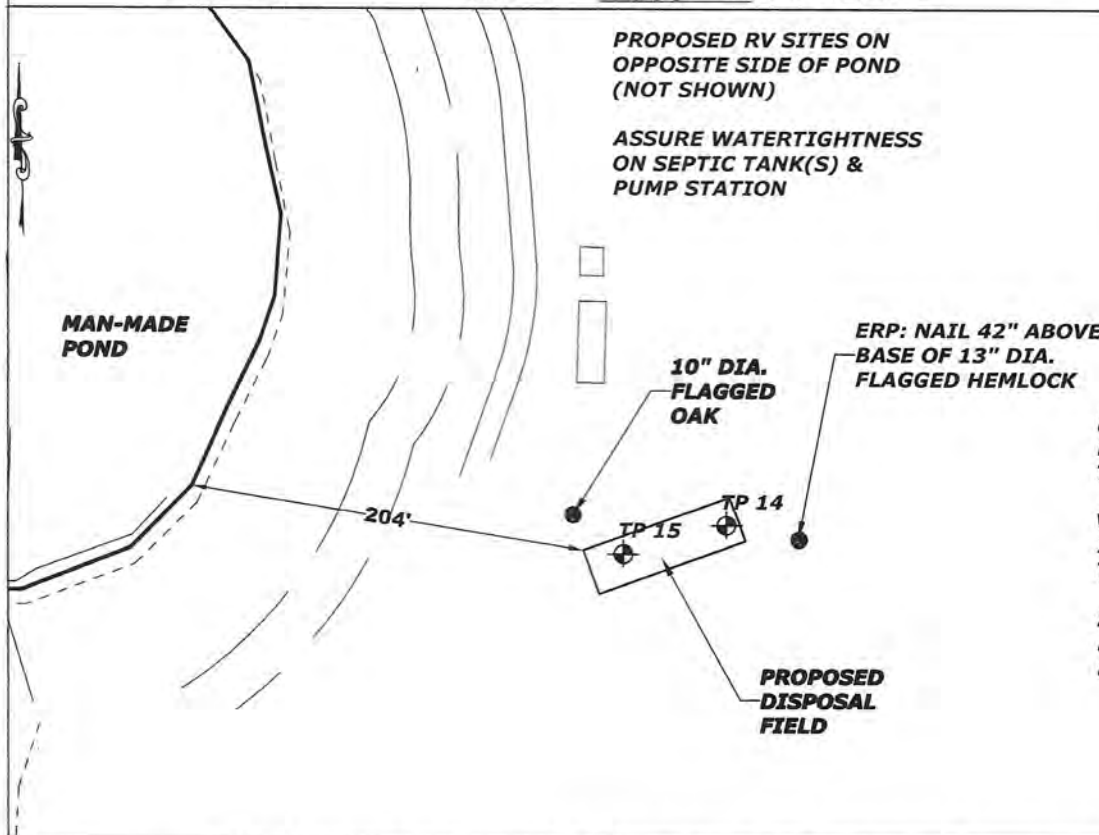 PROPOSED RV SITES ON
OPPOSITE SIDE OF POND
(NOT SHOWN)
ASSURE WATERTIGHTNESS
ON SEPTIC TANK(S) &
PUMP STATION
MAN-MADE
POND
10" DIA.
FLAGGED
OAK
ERP: NAIL 42" ABOVE
BASE OF 13" DIA.
FLAGGED HEMLOCK
204'
TP 15
TP 14
PROPOSED
DISPOSAL
FIELD